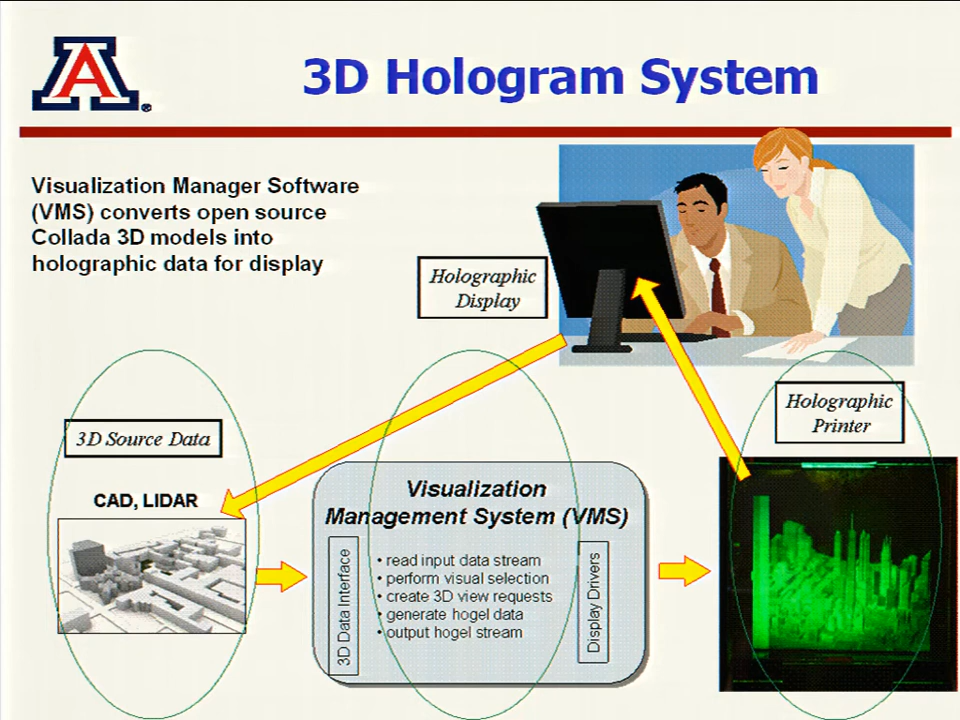 A®
3D Hologram System
Visualization Manager Software
(VMS) converts open source
Collada 3D models into
holographic data for display
Holographic
Display
Holographic
Printer
3D Source Data
CAD, LIDAR
Visualization
Management System (VMS)
3D Data Interface
• read input data stream
• perform visual selection
• create 3D view requests
• generate hogel data
• output hogel stream
Display Drivers